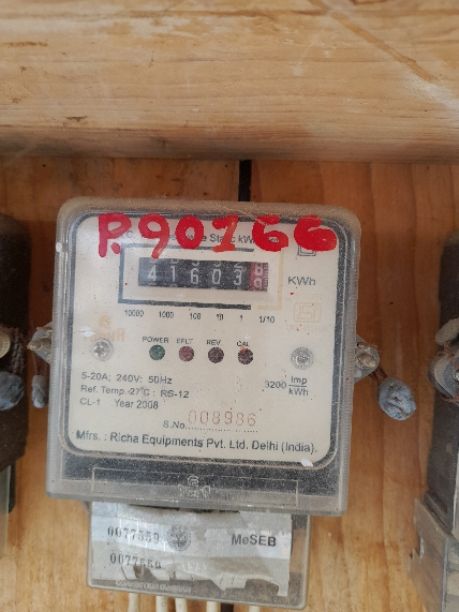 P.90166
KWh
41603
10000 1000 100 10 1 1/10
POWER EFLT REV. CAL
5-20A; 240V; 50Hz
Ref. Temp.-27°C : RS-12
3200 Imp/kWh
CL-1 Year 2008
S.No. 008986
Mfrs. : Richa Equipments Pvt. Ltd. Delhi (India).
0077559 MeSEB
0077559